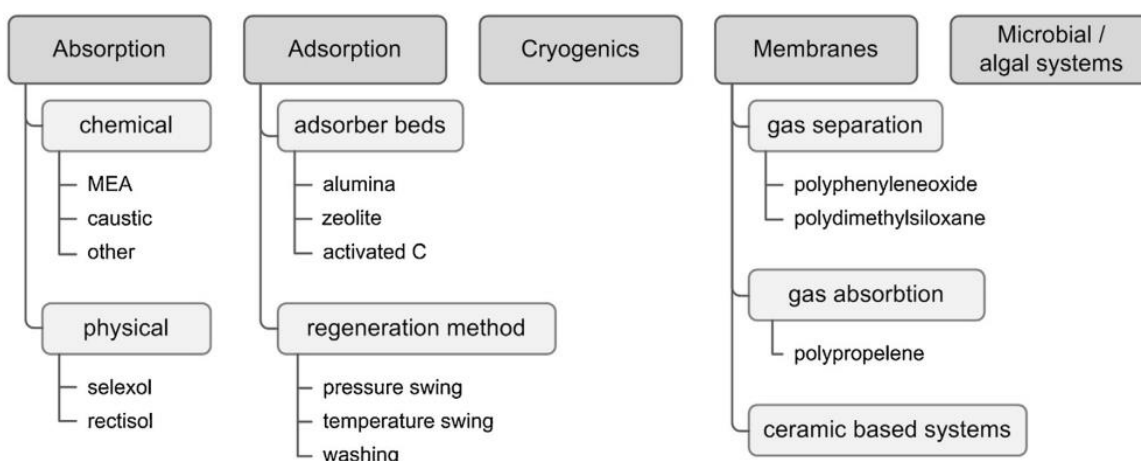 Absorption
chemical
MEA
caustic
other
physical
selexol
rectisol
Adsorption
adsorber beds
alumina
zeolite
activated C
regeneration method
pressure swing
temperature swing
washing
Cryogenics
Membranes
gas separation
polyphenyleneoxide
polydimethylsiloxane
gas absorbtion
polypropelene
ceramic based systems
Microbial /
algal systems